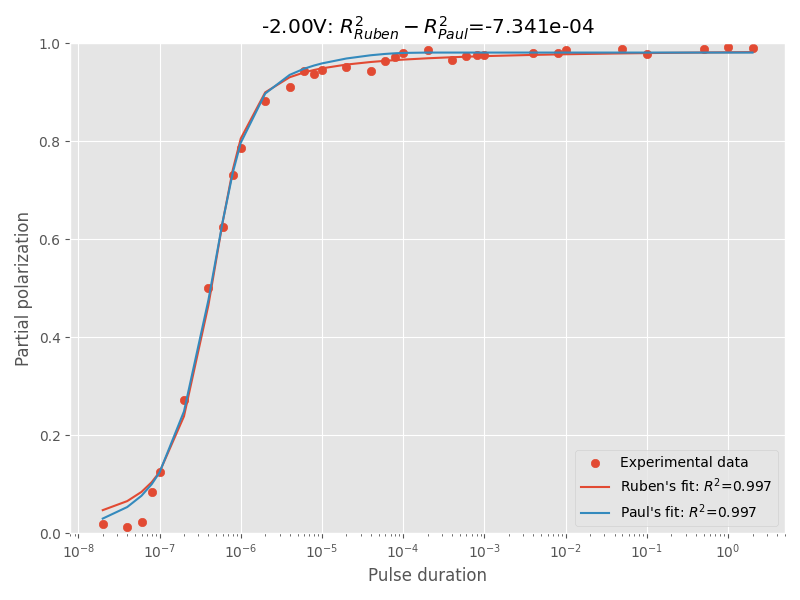 -2.00V: $R^2_{Ruben} - R^2_{Paul}$=-7.341e-04
1.0
0.8
0.6
0.4
0.2
0.0
Partial polarization
Experimental data
Ruben's fit: $R^2$=0.997
Paul's fit: $R^2$=0.997
$10^{-8}$ $10^{-7}$ $10^{-6}$ $10^{-5}$ $10^{-4}$ $10^{-3}$ $10^{-2}$ $10^{-1}$ $10^{0}$
Pulse duration